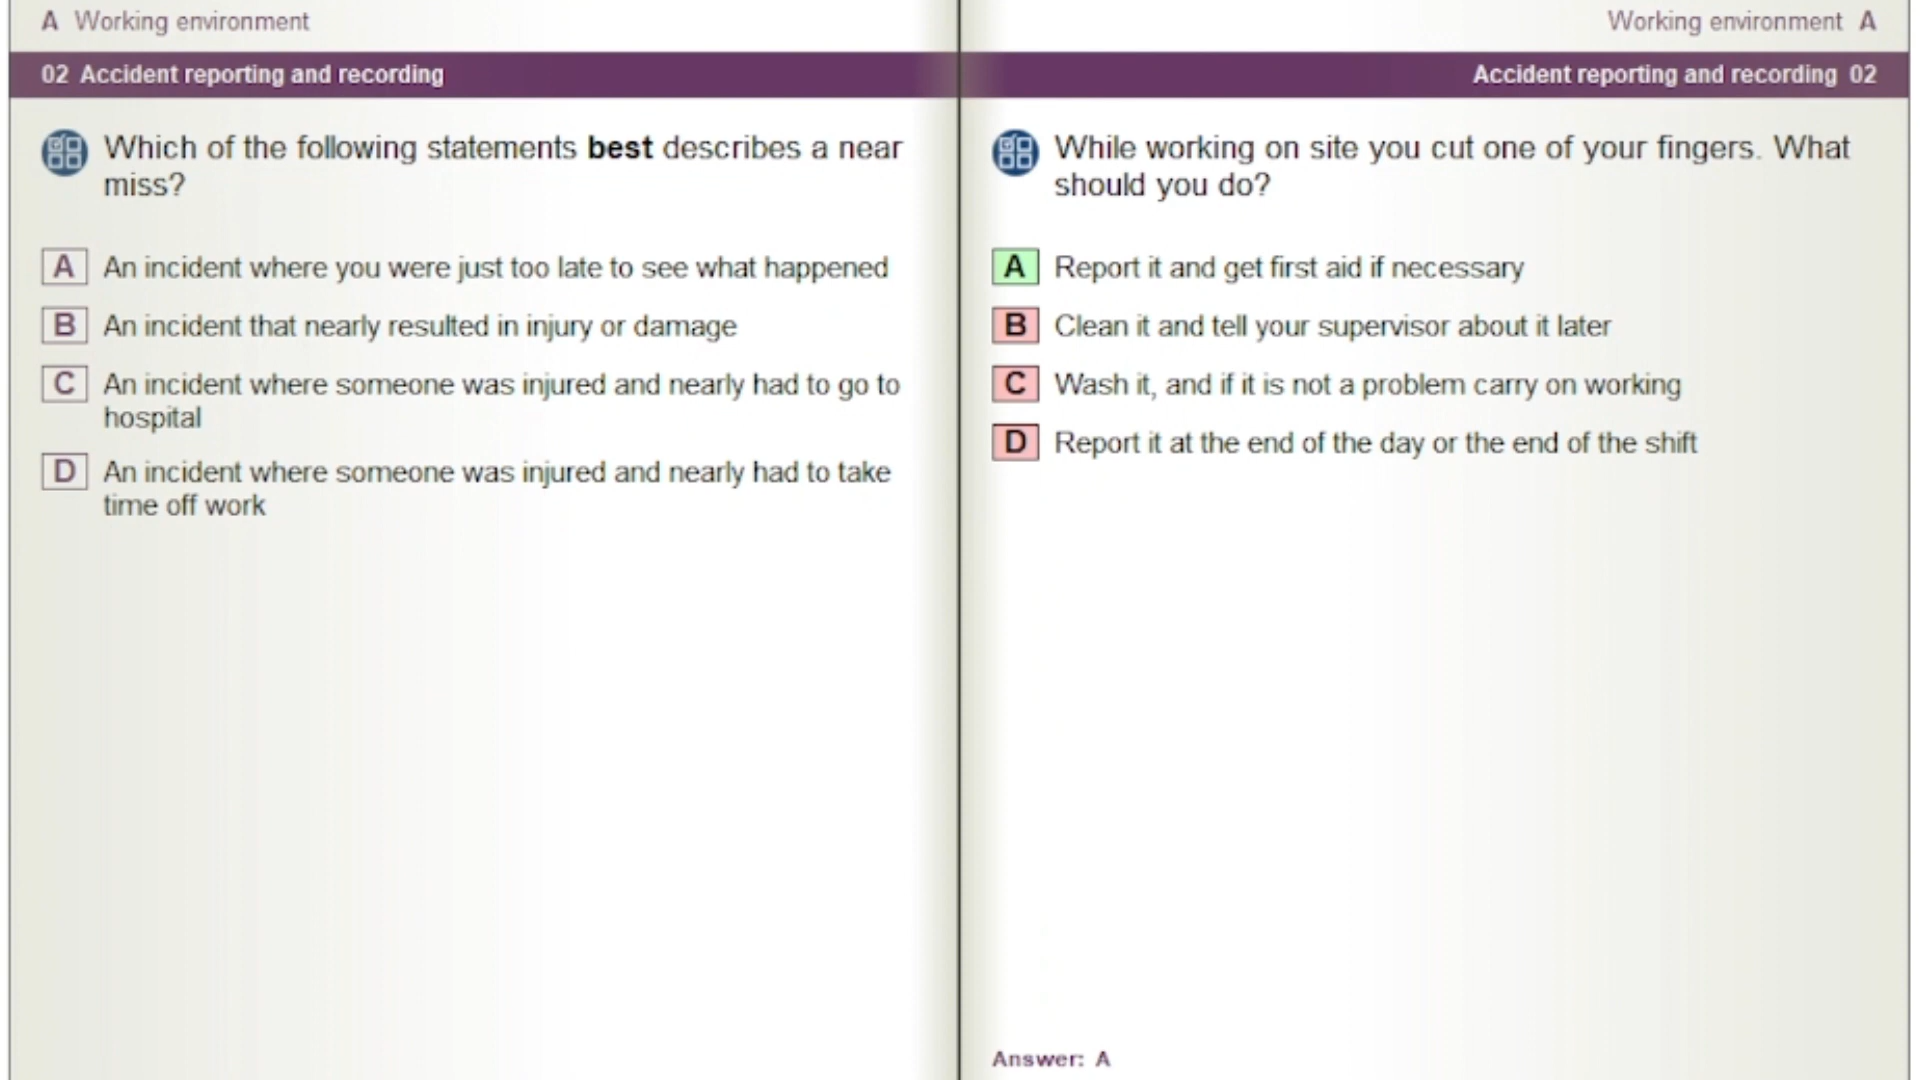 A Working environment
02 Accident reporting and recording
Which of the following statements best describes a near
miss?
A An incident where you were just too late to see what happened
B An incident that nearly resulted in injury or damage
C An incident where someone was injured and nearly had to go to
hospital
D An incident where someone was injured and nearly had to take
time off work
Working environment A
Accident reporting and recording 02
While working on site you cut one of your fingers. What
should you do?
A Report it and get first aid if necessary
B Clean it and tell your supervisor about it later
C Wash it, and if it is not a problem carry on working
D Report it at the end of the day or the end of the shift
Answer: A